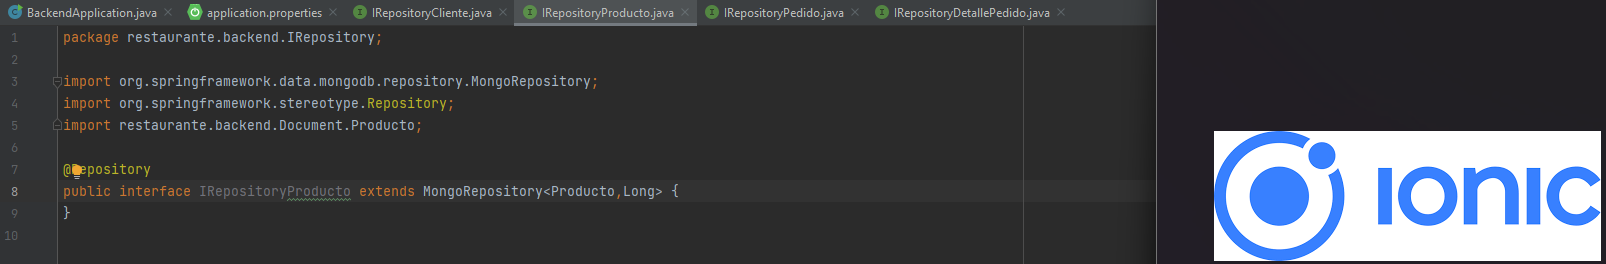 BackendApplication.java application.properties IRepositoryCliente.java IRepositoryProducto.java IRepositoryPedido.java IRepositoryDetallePedido.java
1 package restaurante.backend.IRepository;
2
3 import org.springframework.data.mongodb.repository.MongoRepository;
4 import org.springframework.stereotype.Repository;
5 import restaurante.backend.Document.Producto;
6
7 @Repository
8 public interface IRepositoryProducto extends MongoRepository<Producto,Long> {
9 }
10
IONIC